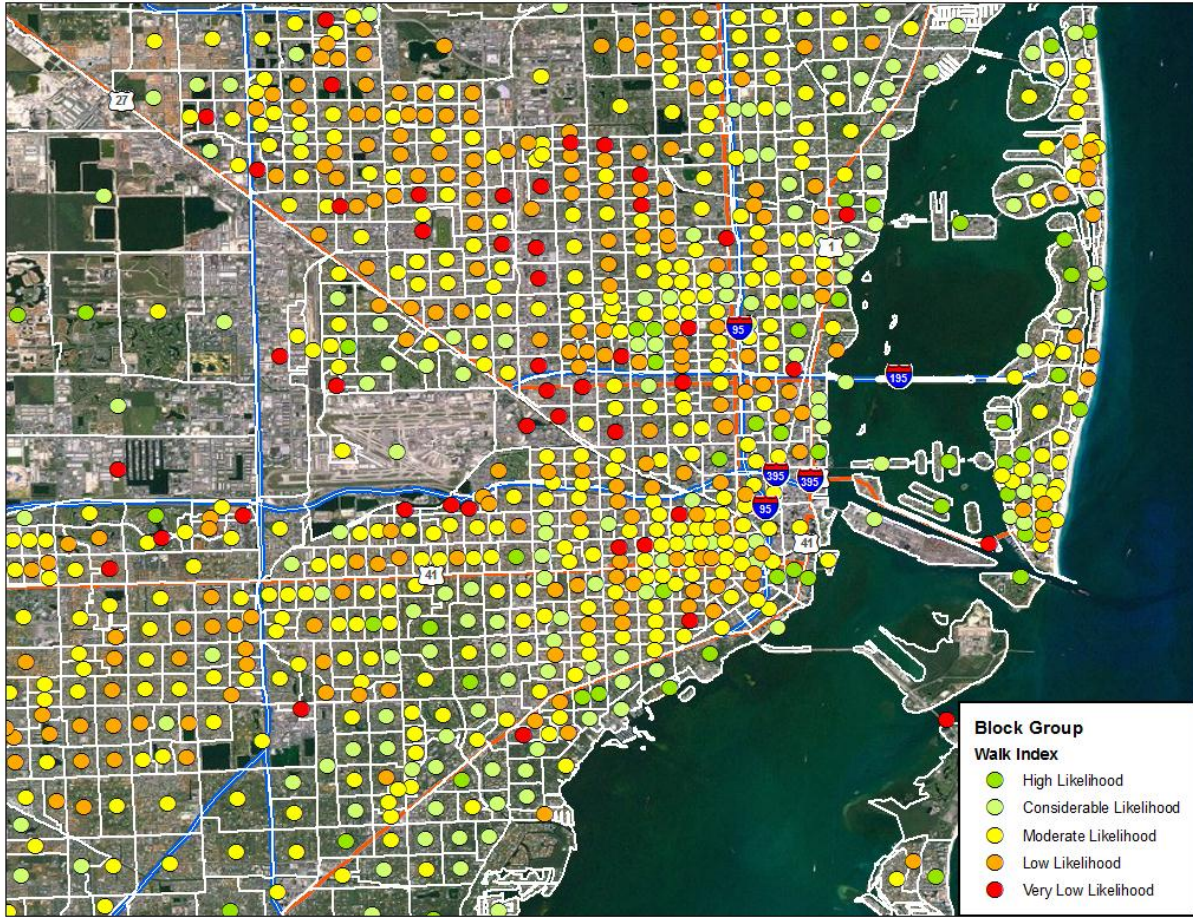 27
1
95
195
395
395
95
41
41
Block Group
Walk Index
High Likelihood
Considerable Likelihood
Moderate Likelihood
Low Likelihood
Very Low Likelihood